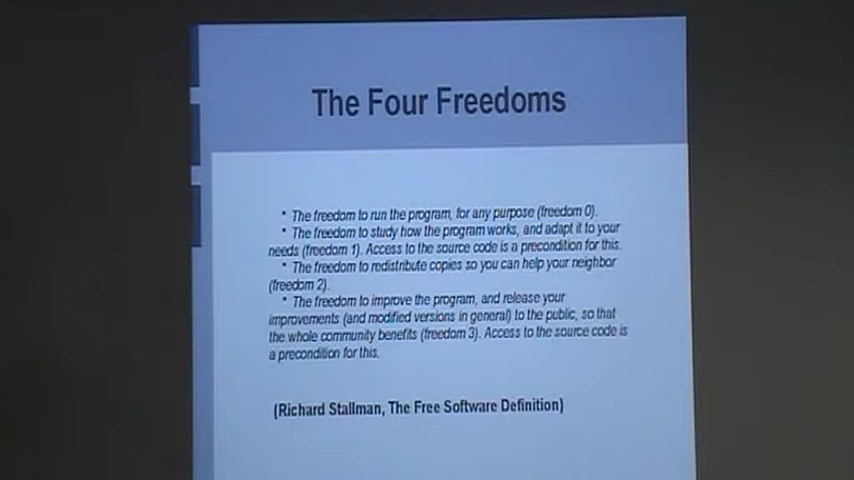 The Four Freedoms
• The freedom to run the program, for any purpose (freedom 0).
• The freedom to study how the program works, and adapt it to your
needs (freedom 1). Access to the source code is a precondition for this.
• The freedom to redistribute copies so you can help your neighbor
(freedom 2).
• The freedom to improve the program, and release your
improvements (and modified versions in general) to the public, so that
the whole community benefits (freedom 3). Access to the source code is
a precondition for this.
(Richard Stallman, The Free Software Definition)